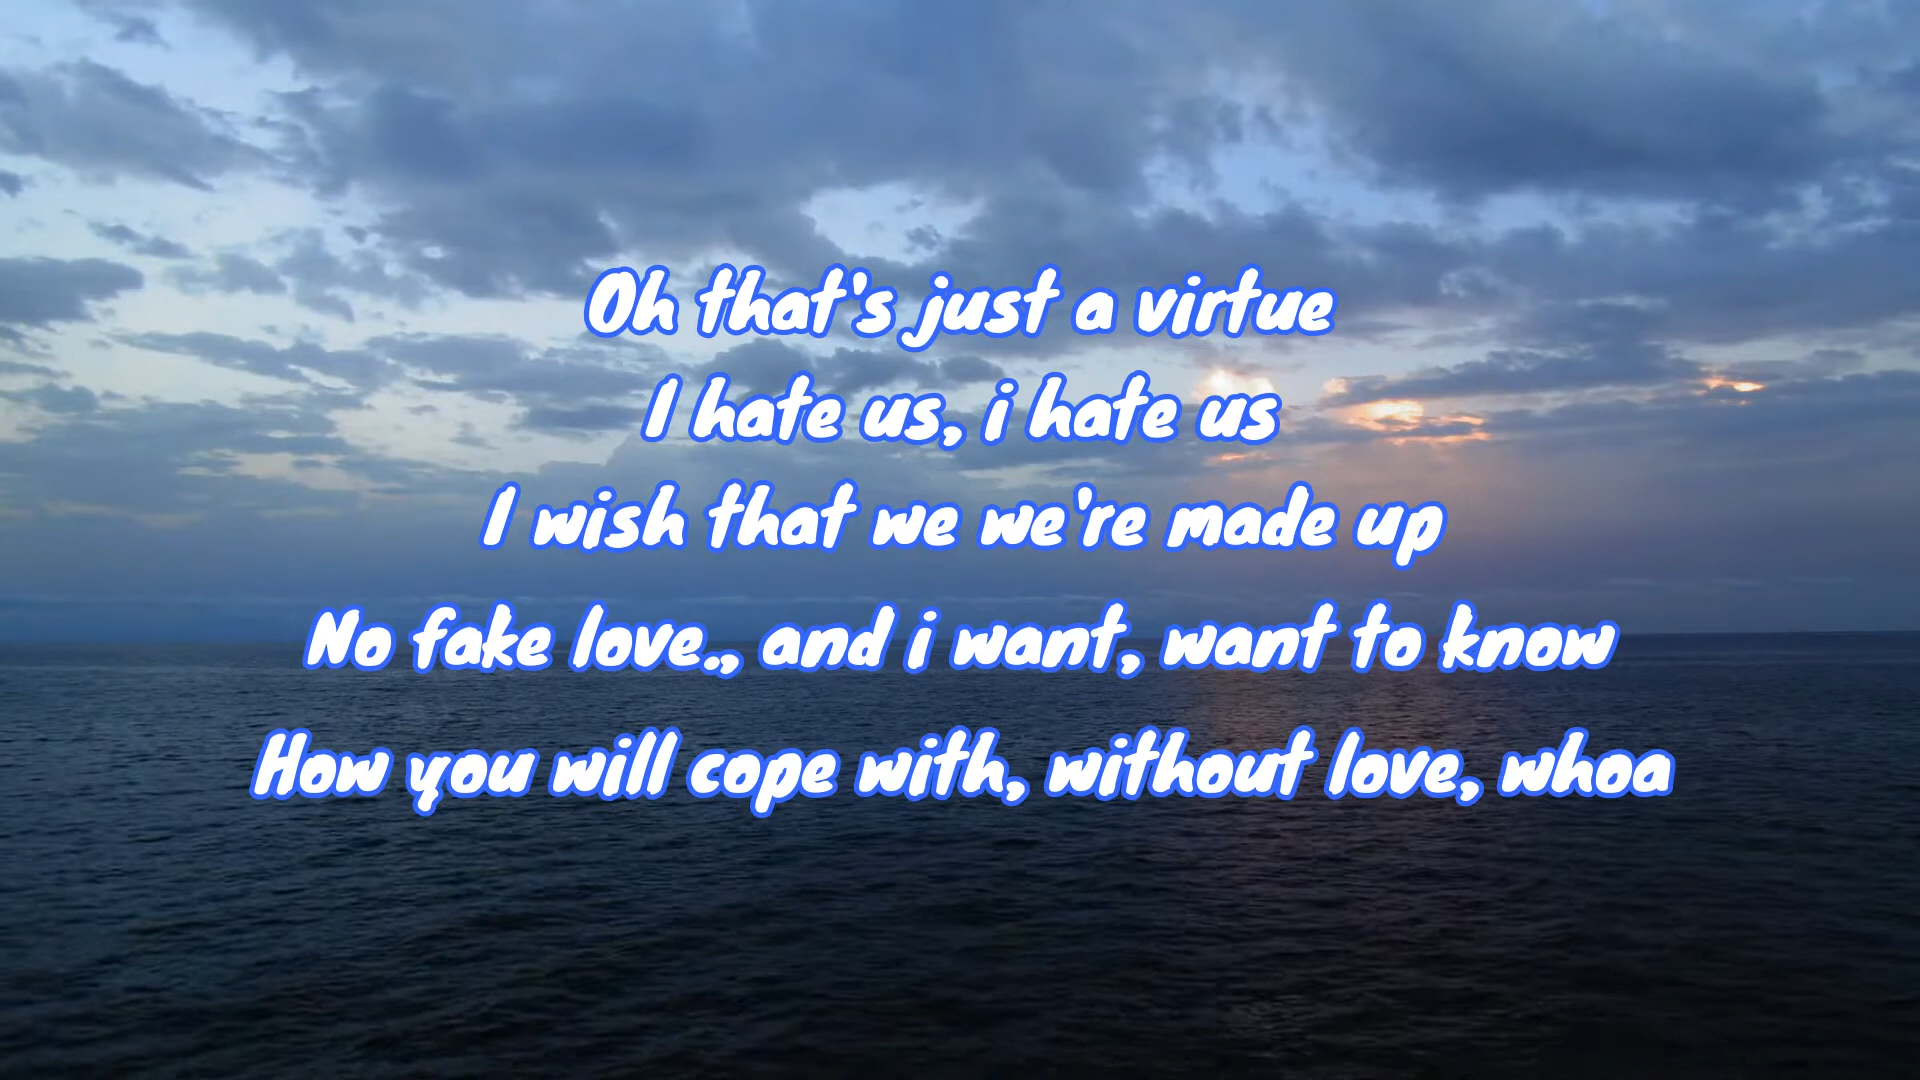 Oh that's just a virtue
I hate us, i hate us
I wish that we we're made up
No fake love., and i want, want to know
How you will cope with, without love, whoa